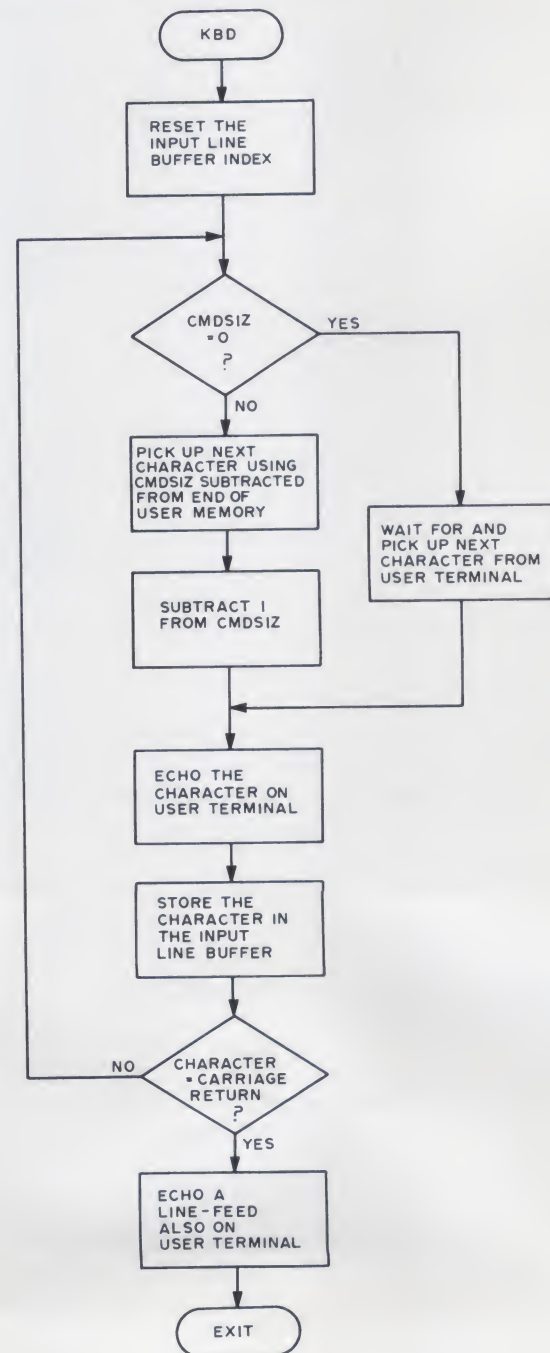 KBD
RESET THE
INPUT LINE
BUFFER INDEX
CMDSIZ
=0
?
YES
NO
PICK UP NEXT
CHARACTER USING
CMDSIZ SUBTRACTED
FROM END OF
USER MEMORY
WAIT FOR AND
PICK UP NEXT
CHARACTER FROM
USER TERMINAL
SUBTRACT 1
FROM CMDSIZ
ECHO THE
CHARACTER ON
USER TERMINAL
STORE THE
CHARACTER IN
THE INPUT
LINE BUFFER
NO
CHARACTER
=CARRIAGE
RETURN
?
YES
ECHO A
LINE-FEED
ALSO ON
USER TERMINAL
EXIT